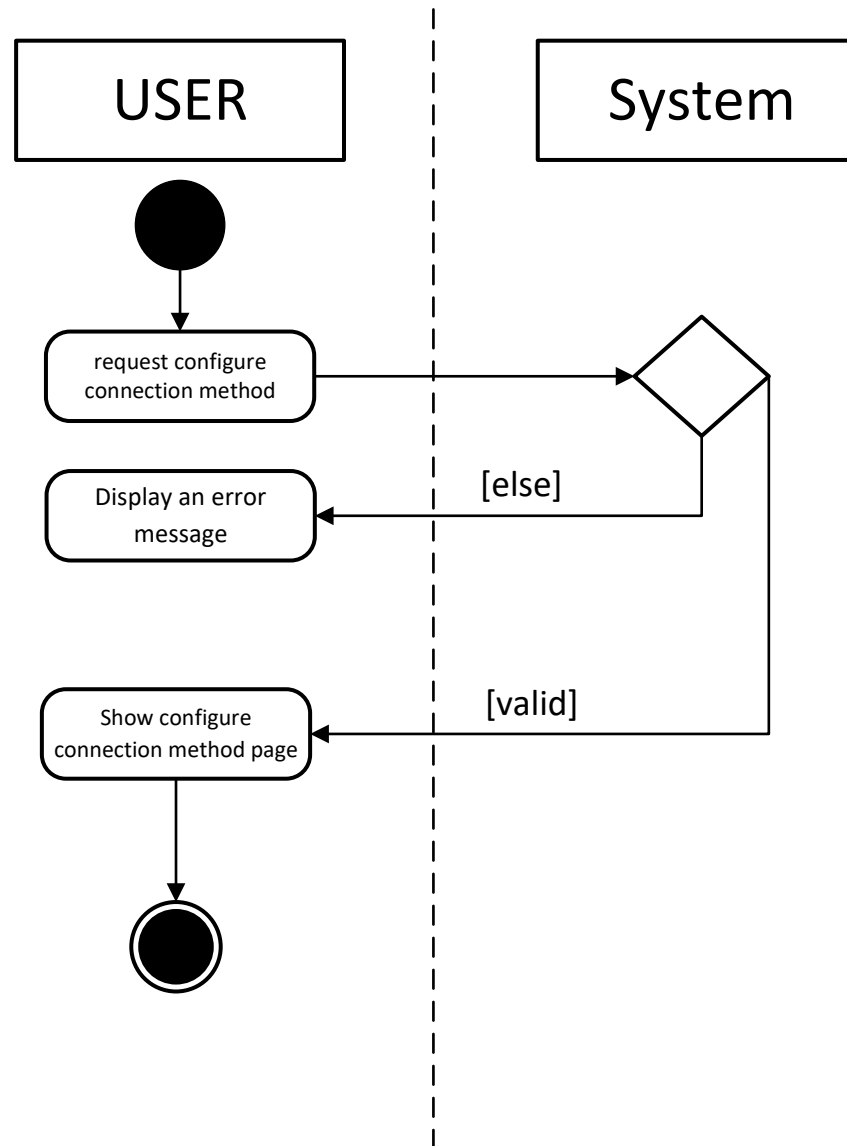 USER
System
request configure
connection method
[else]
Display an error
message
[valid]
Show configure
connection method page